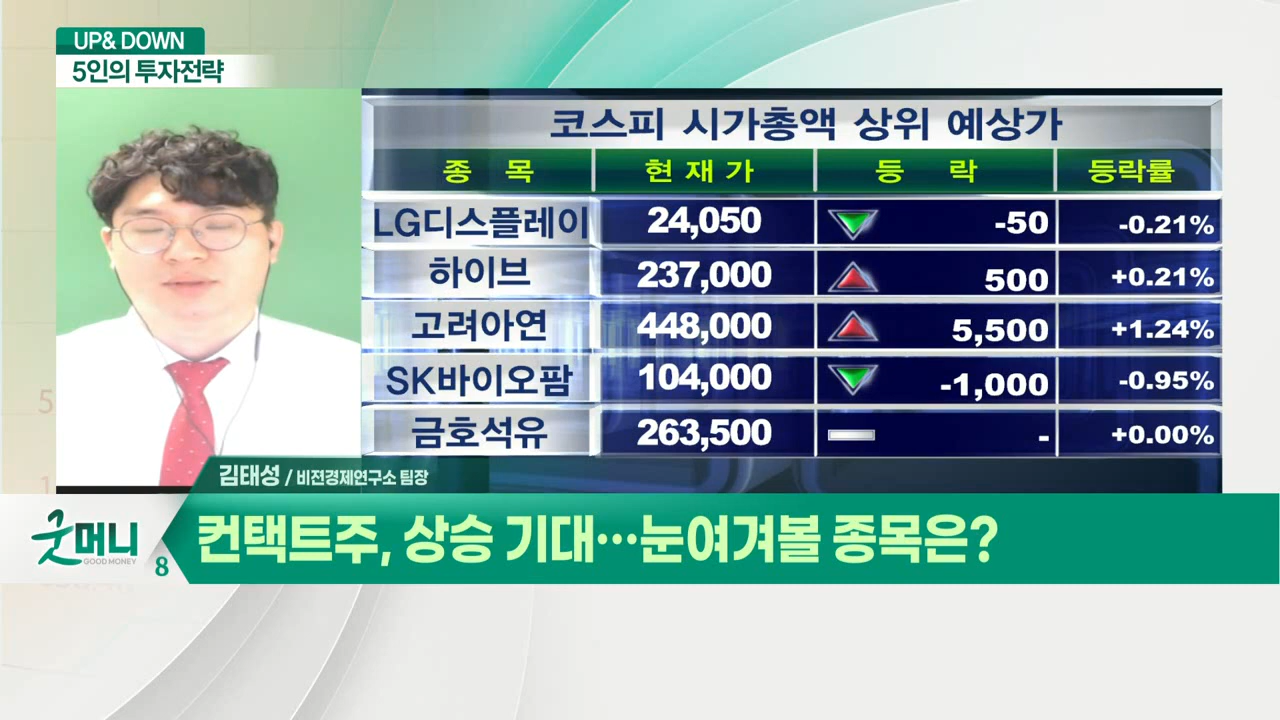 UP& DOWN
5인의 투자전략
코스피 시가총액 상위 예상가
종 목 현 재 가 등 락 등락률
LG디스플레이 24,050 -50 -0.21%
하이브 237,000 500 +0.21%
고려아연 448,000 5,500 +1.24%
SK바이오팜 104,000 -1,000 -0.95%
금호석유 263,500 - +0.00%
김태성 / 비젼경제연구소 팀장
굿머니
GOOD MONEY
8
컨택트주, 상승 기대…눈여겨볼 종목은?
5
1